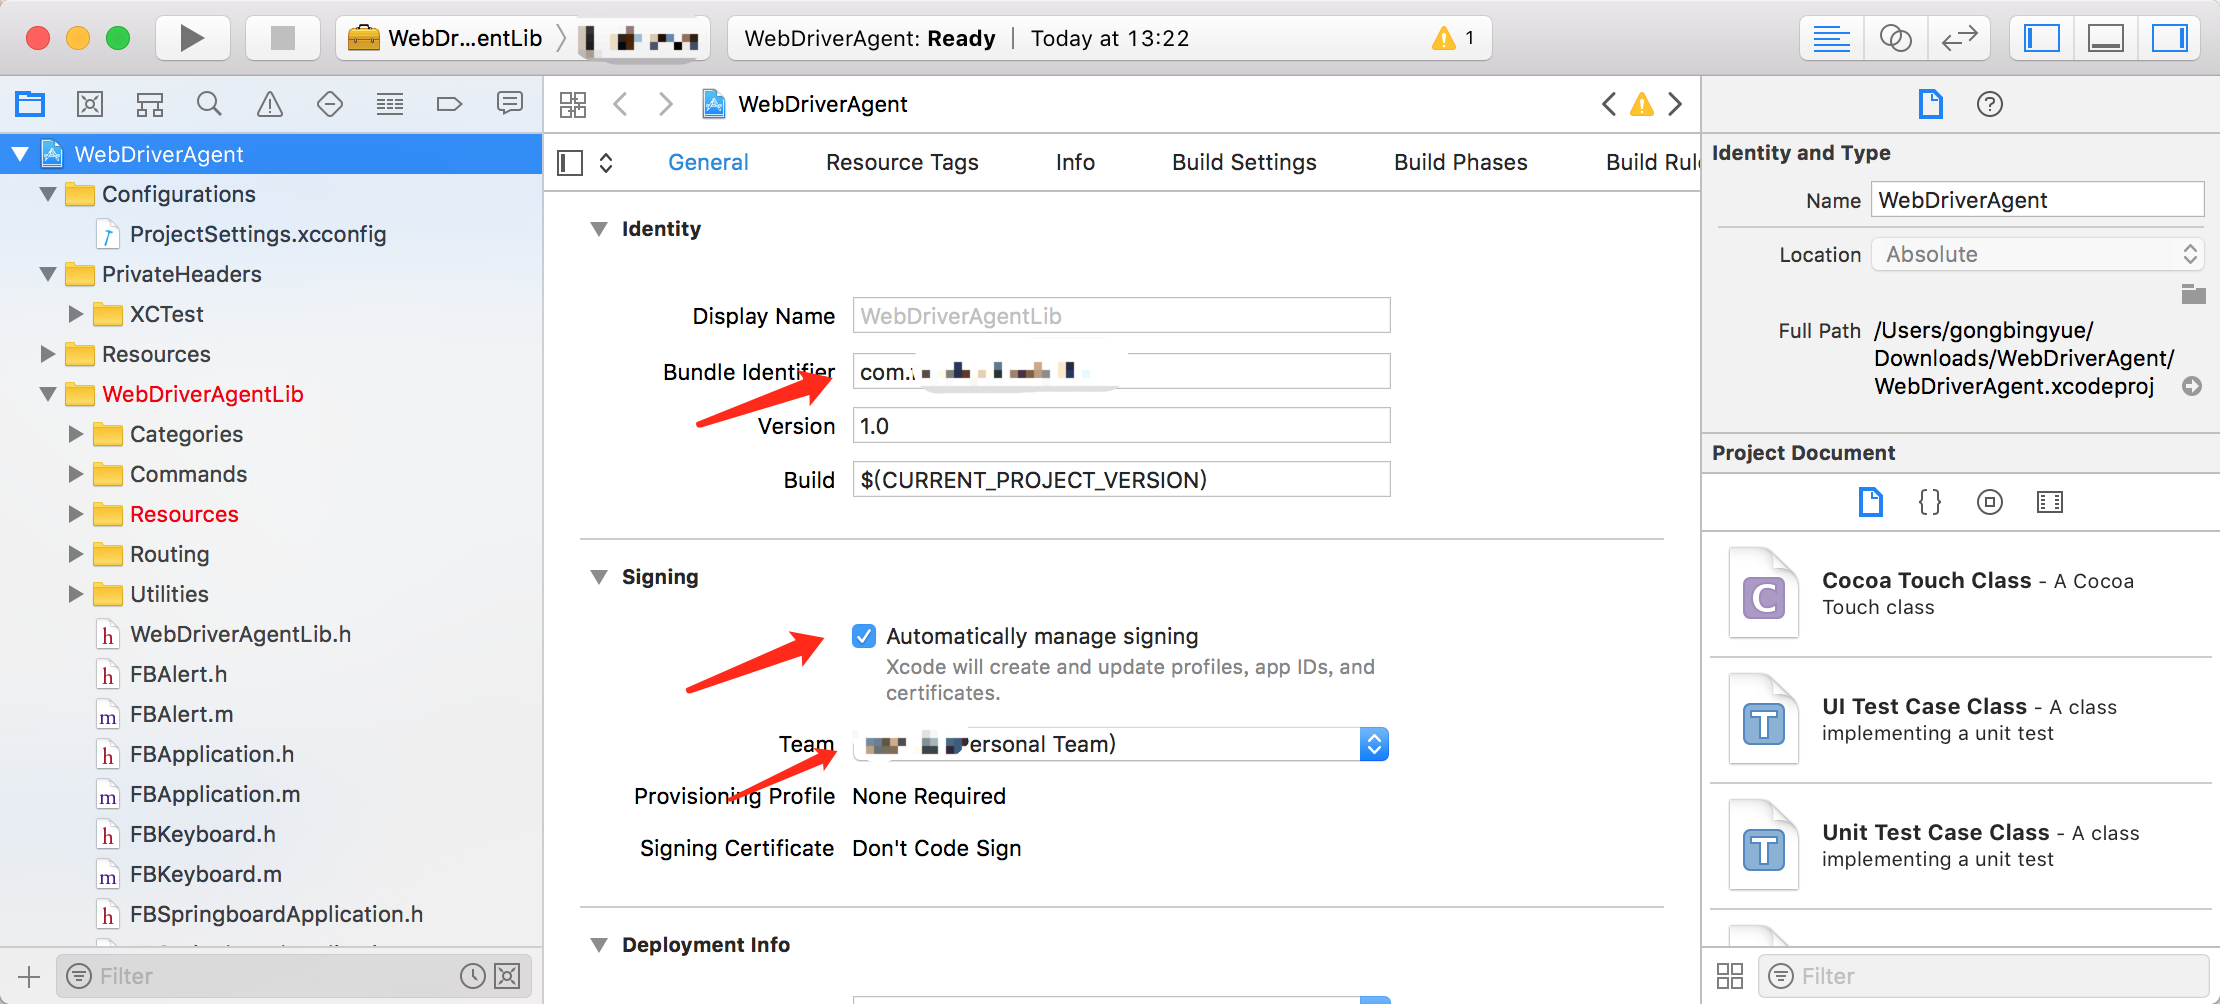 WebDr...entLib
WebDriverAgent: Ready | Today at 13:22
1
WebDriverAgent
General
Resource Tags
Info
Build Settings
Build Phases
Build Rul
WebDriverAgent
Configurations
ProjectSettings.xcconfig
PrivateHeaders
XCTest
Resources
WebDriverAgentLib
Categories
Commands
Resources
Routing
Utilities
h WebDriverAgentLib.h
h FBAlert.h
m FBAlert.m
h FBApplication.h
m FBApplication.m
h FBKeyboard.h
m FBKeyboard.m
h FBSpringboardApplication.h
Filter
Identity
Display Name WebDriverAgentLib
Bundle Identifier com.
Version 1.0
Build $(CURRENT_PROJECT_VERSION)
Signing
Automatically manage signing
Xcode will create and update profiles, app IDs, and
certificates.
Team ersonal Team)
Provisioning Profile None Required
Signing Certificate Don't Code Sign
Deployment Info
Identity and Type
Name WebDriverAgent
Location Absolute
Full Path /Users/gongbingyue/
Downloads/WebDriverAgent/
WebDriverAgent.xcodeproj
Project Document
{}
C
Cocoa Touch Class - A Cocoa
Touch class
T
UI Test Case Class - A class
implementing a unit test
T
Unit Test Case Class - A class
implementing a unit test
Filter